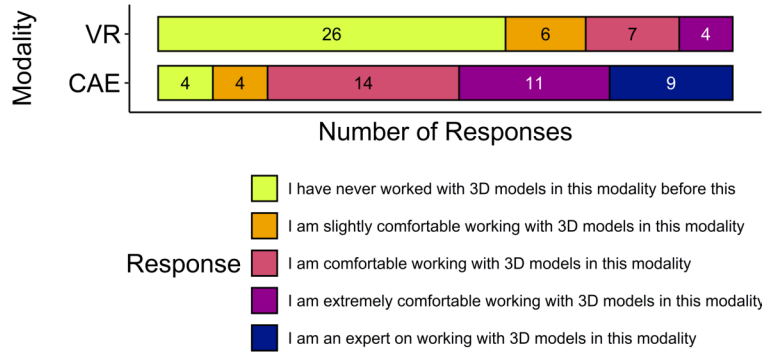 Modality
VR
26 6 7 4
CAE
4 4 14 11 9
Number of Responses
Response
I have never worked with 3D models in this modality before this
I am slightly comfortable working with 3D models in this modality
I am comfortable working with 3D models in this modality
I am extremely comfortable working with 3D models in this modality
I am an expert on working with 3D models in this modality